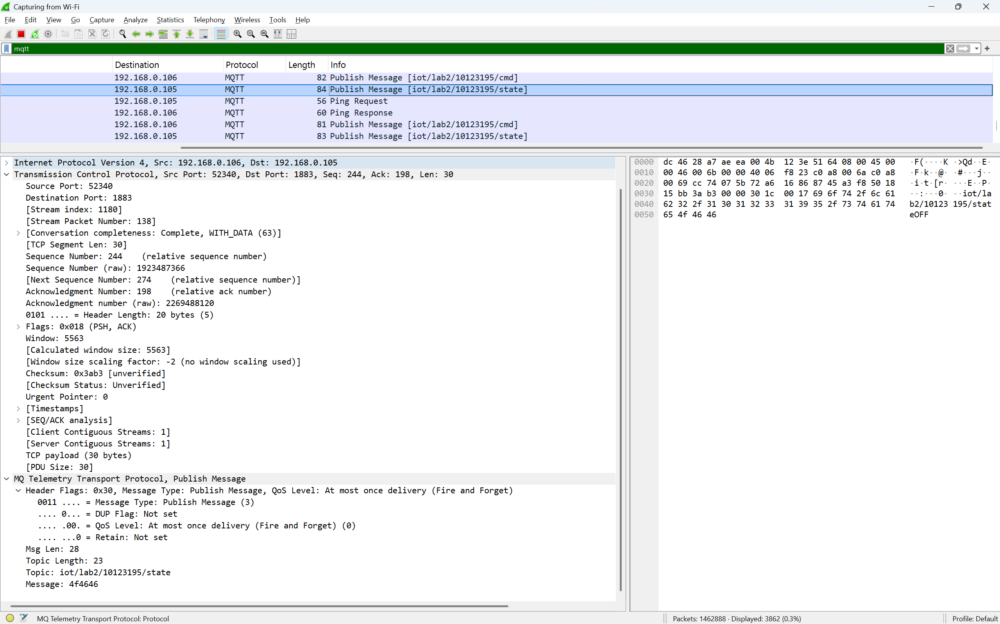 Capturing from Wi-Fi
File Edit View Go Capture Analyze Statistics Telephony Wireless Tools Help
mqtt
Destination Protocol Length Info
192.168.0.106 MQTT 82 Publish Message [iot/lab2/10123195/cmd]
192.168.0.105 MQTT 84 Publish Message [iot/lab2/10123195/state]
192.168.0.105 MQTT 56 Ping Request
192.168.0.106 MQTT 60 Ping Response
192.168.0.106 MQTT 81 Publish Message [iot/lab2/10123195/cmd]
192.168.0.105 MQTT 83 Publish Message [iot/lab2/10123195/state]
Internet Protocol Version 4, Src: 192.168.0.106, Dst: 192.168.0.105
Transmission Control Protocol, Src Port: 52340, Dst Port: 1883, Seq: 244, Ack: 198, Len: 30
Source Port: 52340
Destination Port: 1883
[Stream index: 1180]
[Stream Packet Number: 138]
[Conversation completeness: Complete, WITH_DATA (63)]
[TCP Segment Len: 30]
Sequence Number: 244 (relative sequence number)
Sequence Number (raw): 1923487366
[Next Sequence Number: 274 (relative sequence number)]
Acknowledgment Number: 198 (relative ack number)
Acknowledgment number (raw): 2269488120
0101 .... = Header Length: 20 bytes (5)
Flags: 0x018 (PSH, ACK)
Window: 5563
[Calculated window size: 5563]
[Window size scaling factor: -2 (no window scaling used)]
Checksum: 0x3ab3 [unverified]
[Checksum Status: Unverified]
Urgent Pointer: 0
[Timestamps]
[SEQ/ACK analysis]
[Client Contiguous Streams: 1]
[Server Contiguous Streams: 1]
TCP payload (30 bytes)
[PDU Size: 30]
MQ Telemetry Transport Protocol, Publish Message
Header Flags: 0x30, Message Type: Publish Message, QoS Level: At most once delivery (Fire and Forget)
0011 .... = Message Type: Publish Message (3)
.... 0... = DUP Flag: Not set
.... .00. = QoS Level: At most once delivery (Fire and Forget) (0)
.... ...0 = Retain: Not set
Msg Len: 28
Topic Length: 23
Topic: iot/lab2/10123195/state
Message: 4f4646
0000 dc 46 28 a7 ae ea 00 4b 12 3e 51 64 08 00 45 00 ·F(····K ·>Qd··E·
0010 00 46 00 6b 00 00 40 06 f8 23 c0 a8 00 6a c0 a8 ·F·k··@· ·#···j··
0020 00 69 cc 74 07 5b 72 a6 16 86 87 45 a3 f8 50 18 ·i·t·[r· ···E··P·
0030 15 bb 3a b3 00 00 30 1c 00 17 69 6f 74 2f 6c 61 ··:···0· ··iot/la
0040 62 32 2f 31 30 31 32 33 31 39 35 2f 73 74 61 74 b2/10123 195/stat
0050 65 4f 46 46 eOFF
MQ Telemetry Transport Protocol: Protocol
Packets: 1462888 · Displayed: 3862 (0.3%)
Profile: Default